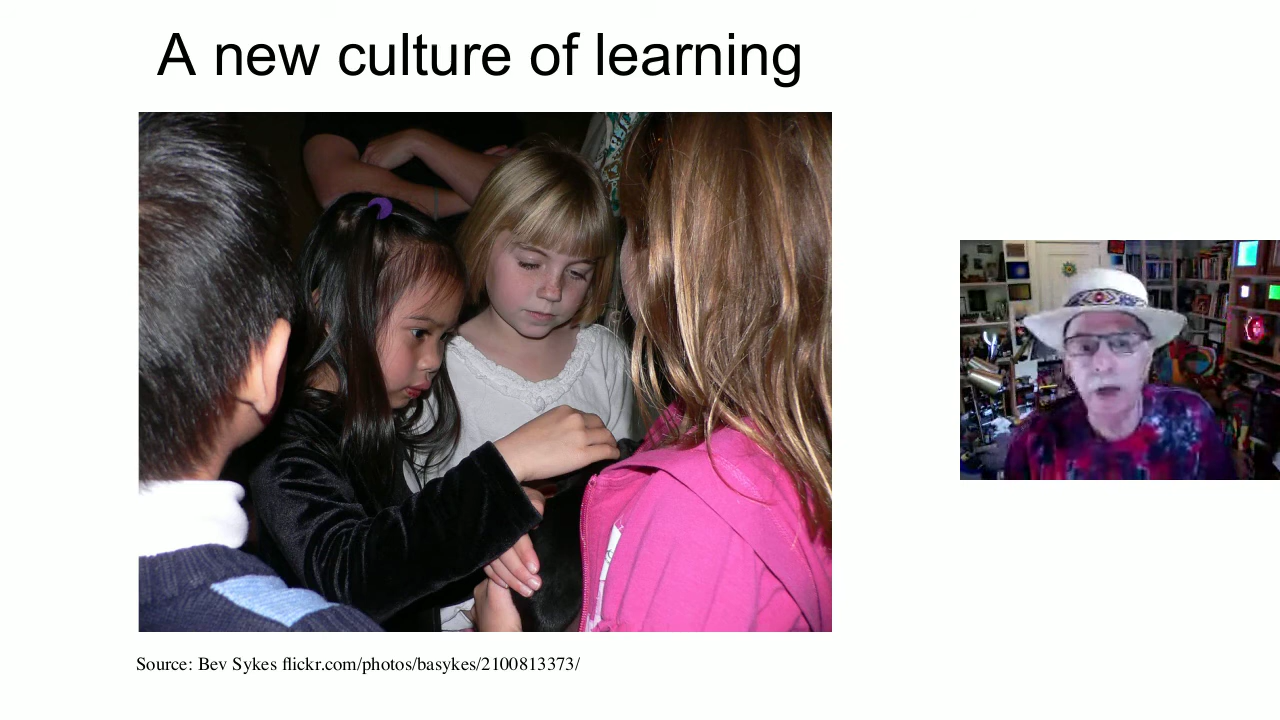 A new culture of learning
Source: Bev Sykes flickr.com/photos/basykes/2100813373/